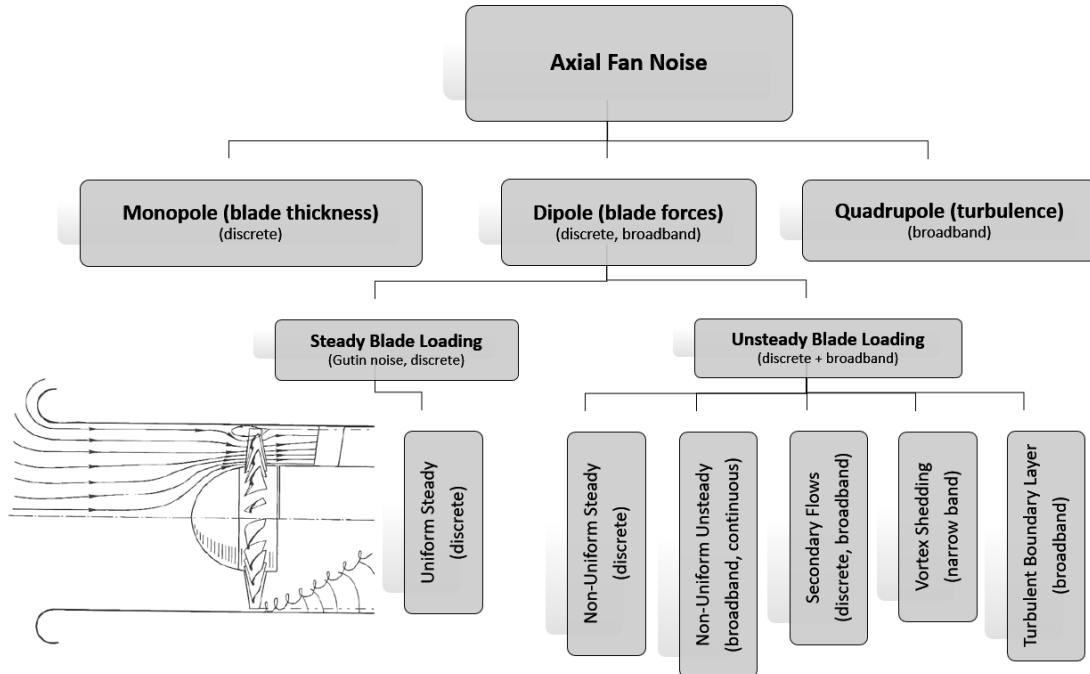 Axial Fan Noise
Monopole (blade thickness)
(discrete)
Dipole (blade forces)
(discrete, broadband)
Quadrupole (turbulence)
(broadband)
Steady Blade Loading
(Gutin noise, discrete)
Unsteady Blade Loading
(discrete + broadband)
Uniform Steady
(discrete)
Non-Uniform Steady
(discrete)
Non-Uniform Unsteady
(broadband, continuous)
Secondary Flows
(discrete, broadband)
Vortex Shedding
(narrow band)
Turbulent Boundary Layer
(broadband)